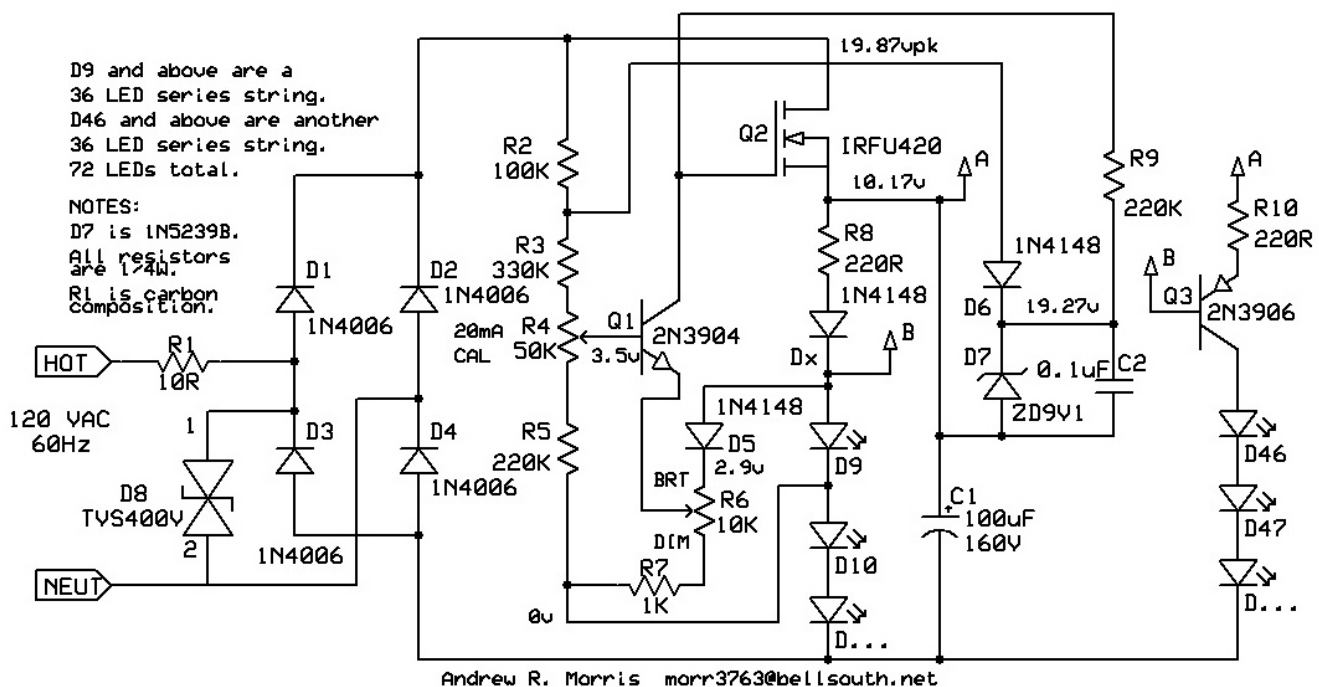 D9 and above are a
36 LED series string.
D46 and above are another
36 LED series string.
72 LEDs total.
NOTES:
D7 is 1N5239B.
All resistors
are 1/4W.
R1 is carbon
composition.
HOT
R1
10R
120 VAC
60Hz
NEUT
1
D8
TVS400V
2
D1
1N4006
D2
1N4006
D3
1N4006
D4
1N4006
R2
100K
R3
330K
20mA
CAL
R4
50K
R5
220K
Q1
2N3904
3.5v
BRT
DIM
R6
10K
R7
1K
0v
1N4148
D5
2.9v
19.87vpk
Q2
IRFU420
10.17v
A
R8
220R
1N4148
Dx
B
D9
D10
D...
C1
+
100uF
160V
1N4148
D6
19.27v
D7
ZD9V1
0.1uF
C2
R9
220K
A
R10
220R
B
Q3
2N3906
D46
D47
D...
Andrew R. Morris morr3763@bellsouth.net